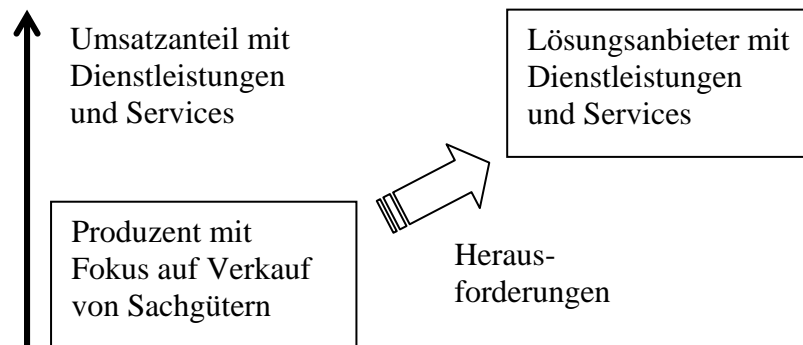 Umsatzanteil mit
Dienstleistungen
und Services
Lösungsanbieter mit
Dienstleistungen
und Services
Produzent mit
Fokus auf Verkauf
von Sachgütern
Heraus-
forderungen